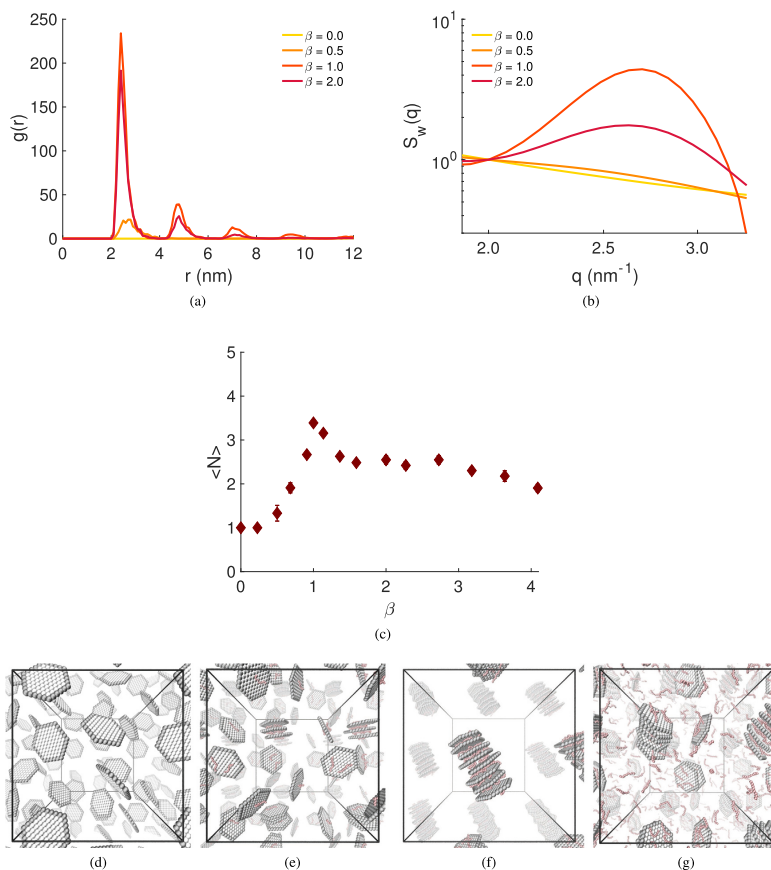 250
200
150
100
50
0
g(r)
0 2 4 6 8 10 12
r (nm)
β = 0.0
β = 0.5
β = 1.0
β = 2.0
(a)
10^1
10^0
S_w(q)
2.0 2.5 3.0
q (nm^-1)
β = 0.0
β = 0.5
β = 1.0
β = 2.0
(b)
5
4
3
2
1
0
<N>
0 1 2 3 4
β
(c)
(d) (e) (f) (g)